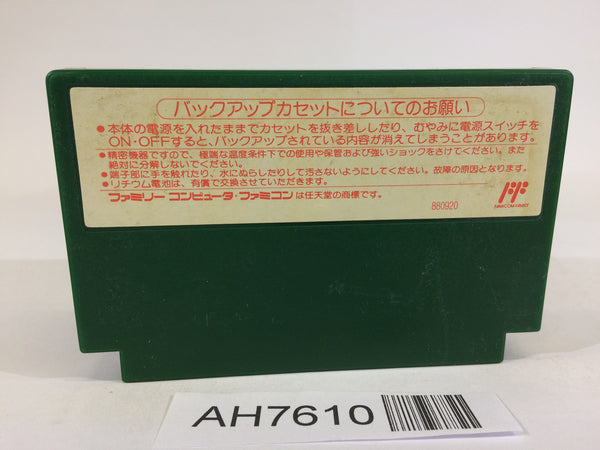 バックアップカセットについてのお願い
●本体の電源を入れたままでカセットを抜き差ししたり、むやみに電源スイッチを
ON・OFFすると、バックアップされている内容が消えてしまうことがあります。
●精密機器ですので、極端な温度条件下での使用や保管および強いショックをさけてください。また
絶対に分解しないでください。
●端子部に手を触れたり、水にぬらしたりして汚さないようにしてください。故障の原因となります。
●リチウム電池は、有償で交換させていただきます。
ファミリー コンピュータ・ファミコンは任天堂の商標です。
880920
FAMICOM FAMILY
AH7610